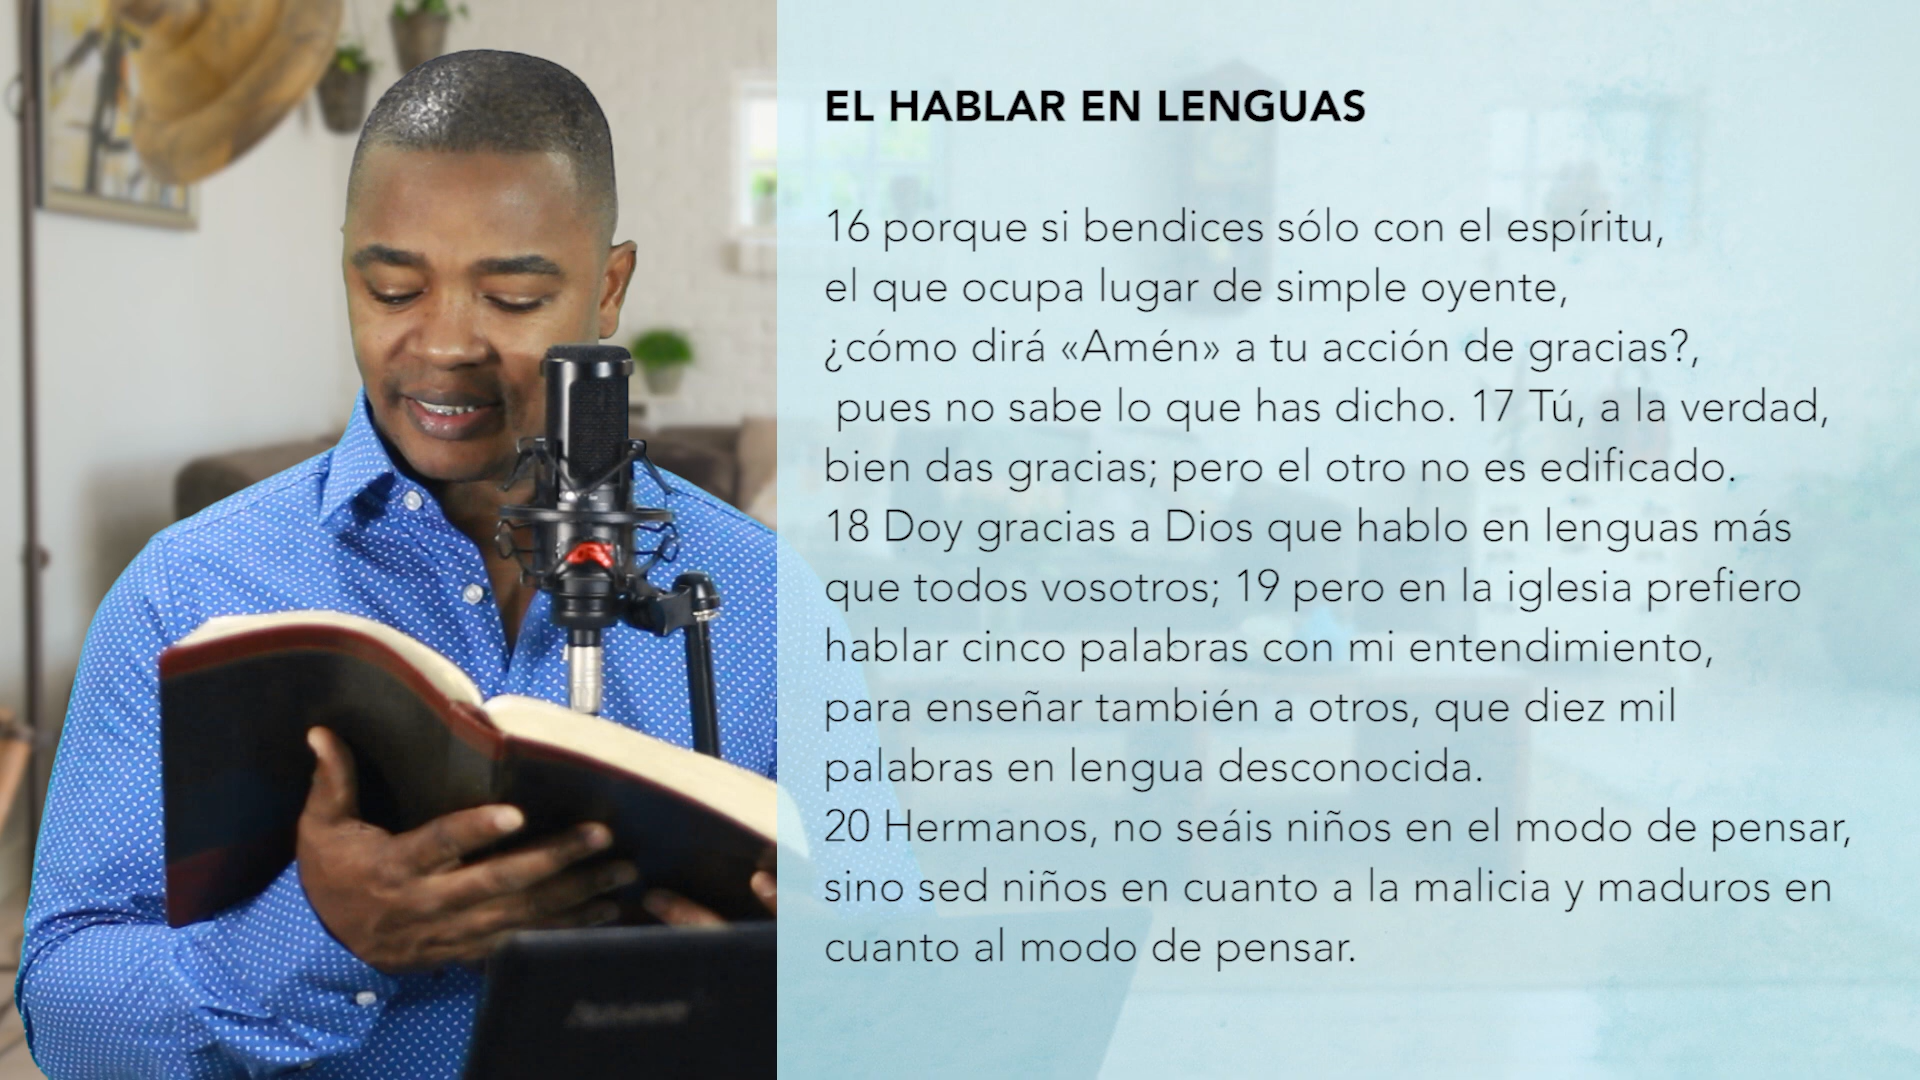 EL HABLAR EN LENGUAS
16 porque si bendices sólo con el espíritu,
el que ocupa lugar de simple oyente,
¿cómo dirá «Amén» a tu acción de gracias?,
pues no sabe lo que has dicho. 17 Tú, a la verdad,
bien das gracias; pero el otro no es edificado.
18 Doy gracias a Dios que hablo en lenguas más
que todos vosotros; 19 pero en la iglesia prefiero
hablar cinco palabras con mi entendimiento,
para enseñar también a otros, que diez mil
palabras en lengua desconocida.
20 Hermanos, no seáis niños en el modo de pensar,
sino sed niños en cuanto a la malicia y maduros en
cuanto al modo de pensar.